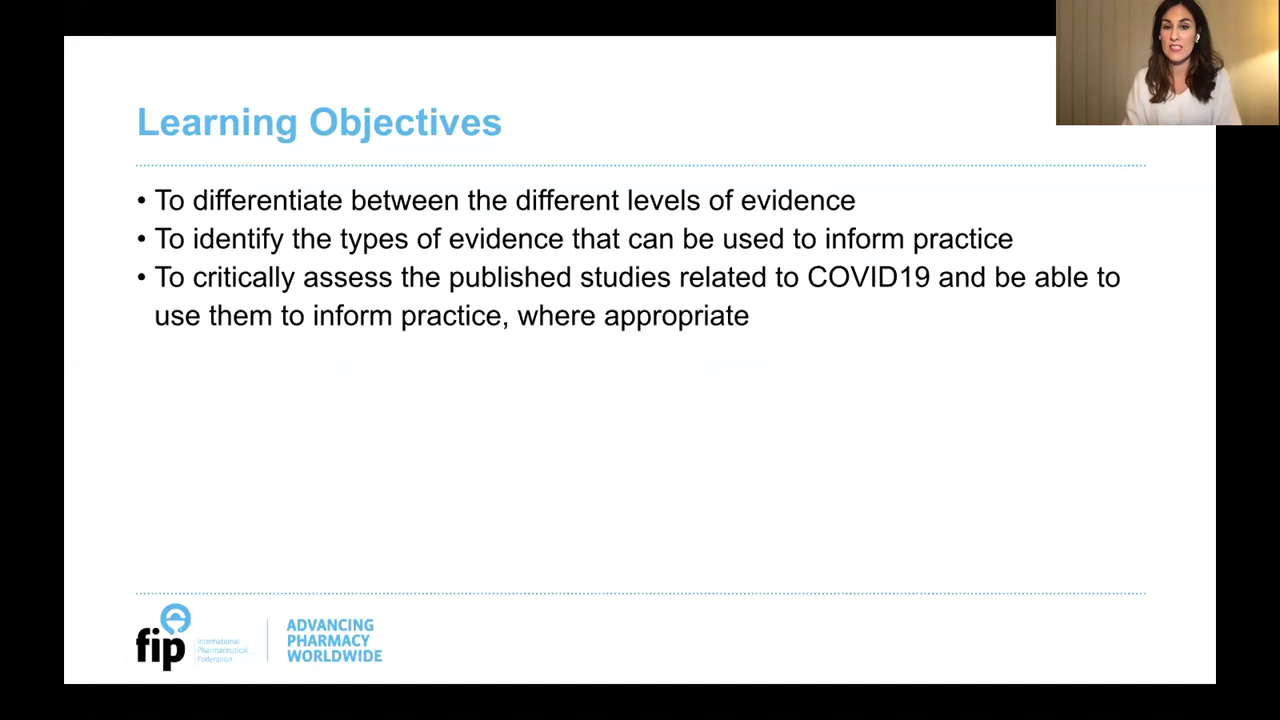 Learning Objectives
• To differentiate between the different levels of evidence
• To identify the types of evidence that can be used to inform practice
• To critically assess the published studies related to COVID19 and be able to
use them to inform practice, where appropriate
fip
International
Pharmaceutical
Federation
ADVANCING
PHARMACY
WORLDWIDE